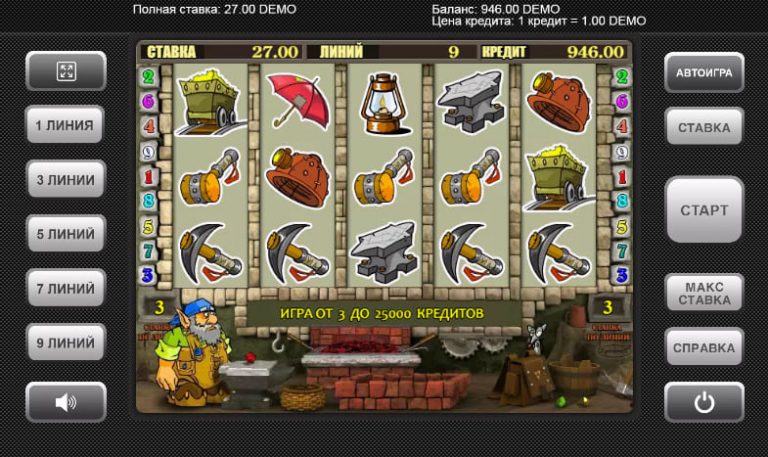 Полная ставка: 27.00 DEMO
Баланс: 946.00 DEMO
Цена кредита: 1 кредит = 1.00 DEMO
СТАВКА 27.00 ЛИНИЙ 9 КРЕДИТ 946.00
АВТОИГРА
1 ЛИНИЯ
СТАВКА
3 ЛИНИИ
СТАРТ
5 ЛИНИЙ
7 ЛИНИЙ
МАКС
СТАВКА
9 ЛИНИЙ
СПРАВКА
2 2
6 6
4 4
9 9
1 1
8 8
5 5
7 7
3 3
3 ИГРА ОТ 3 ДО 25000 КРЕДИТОВ 3
СТАВКА
ПО ЛИНИИ